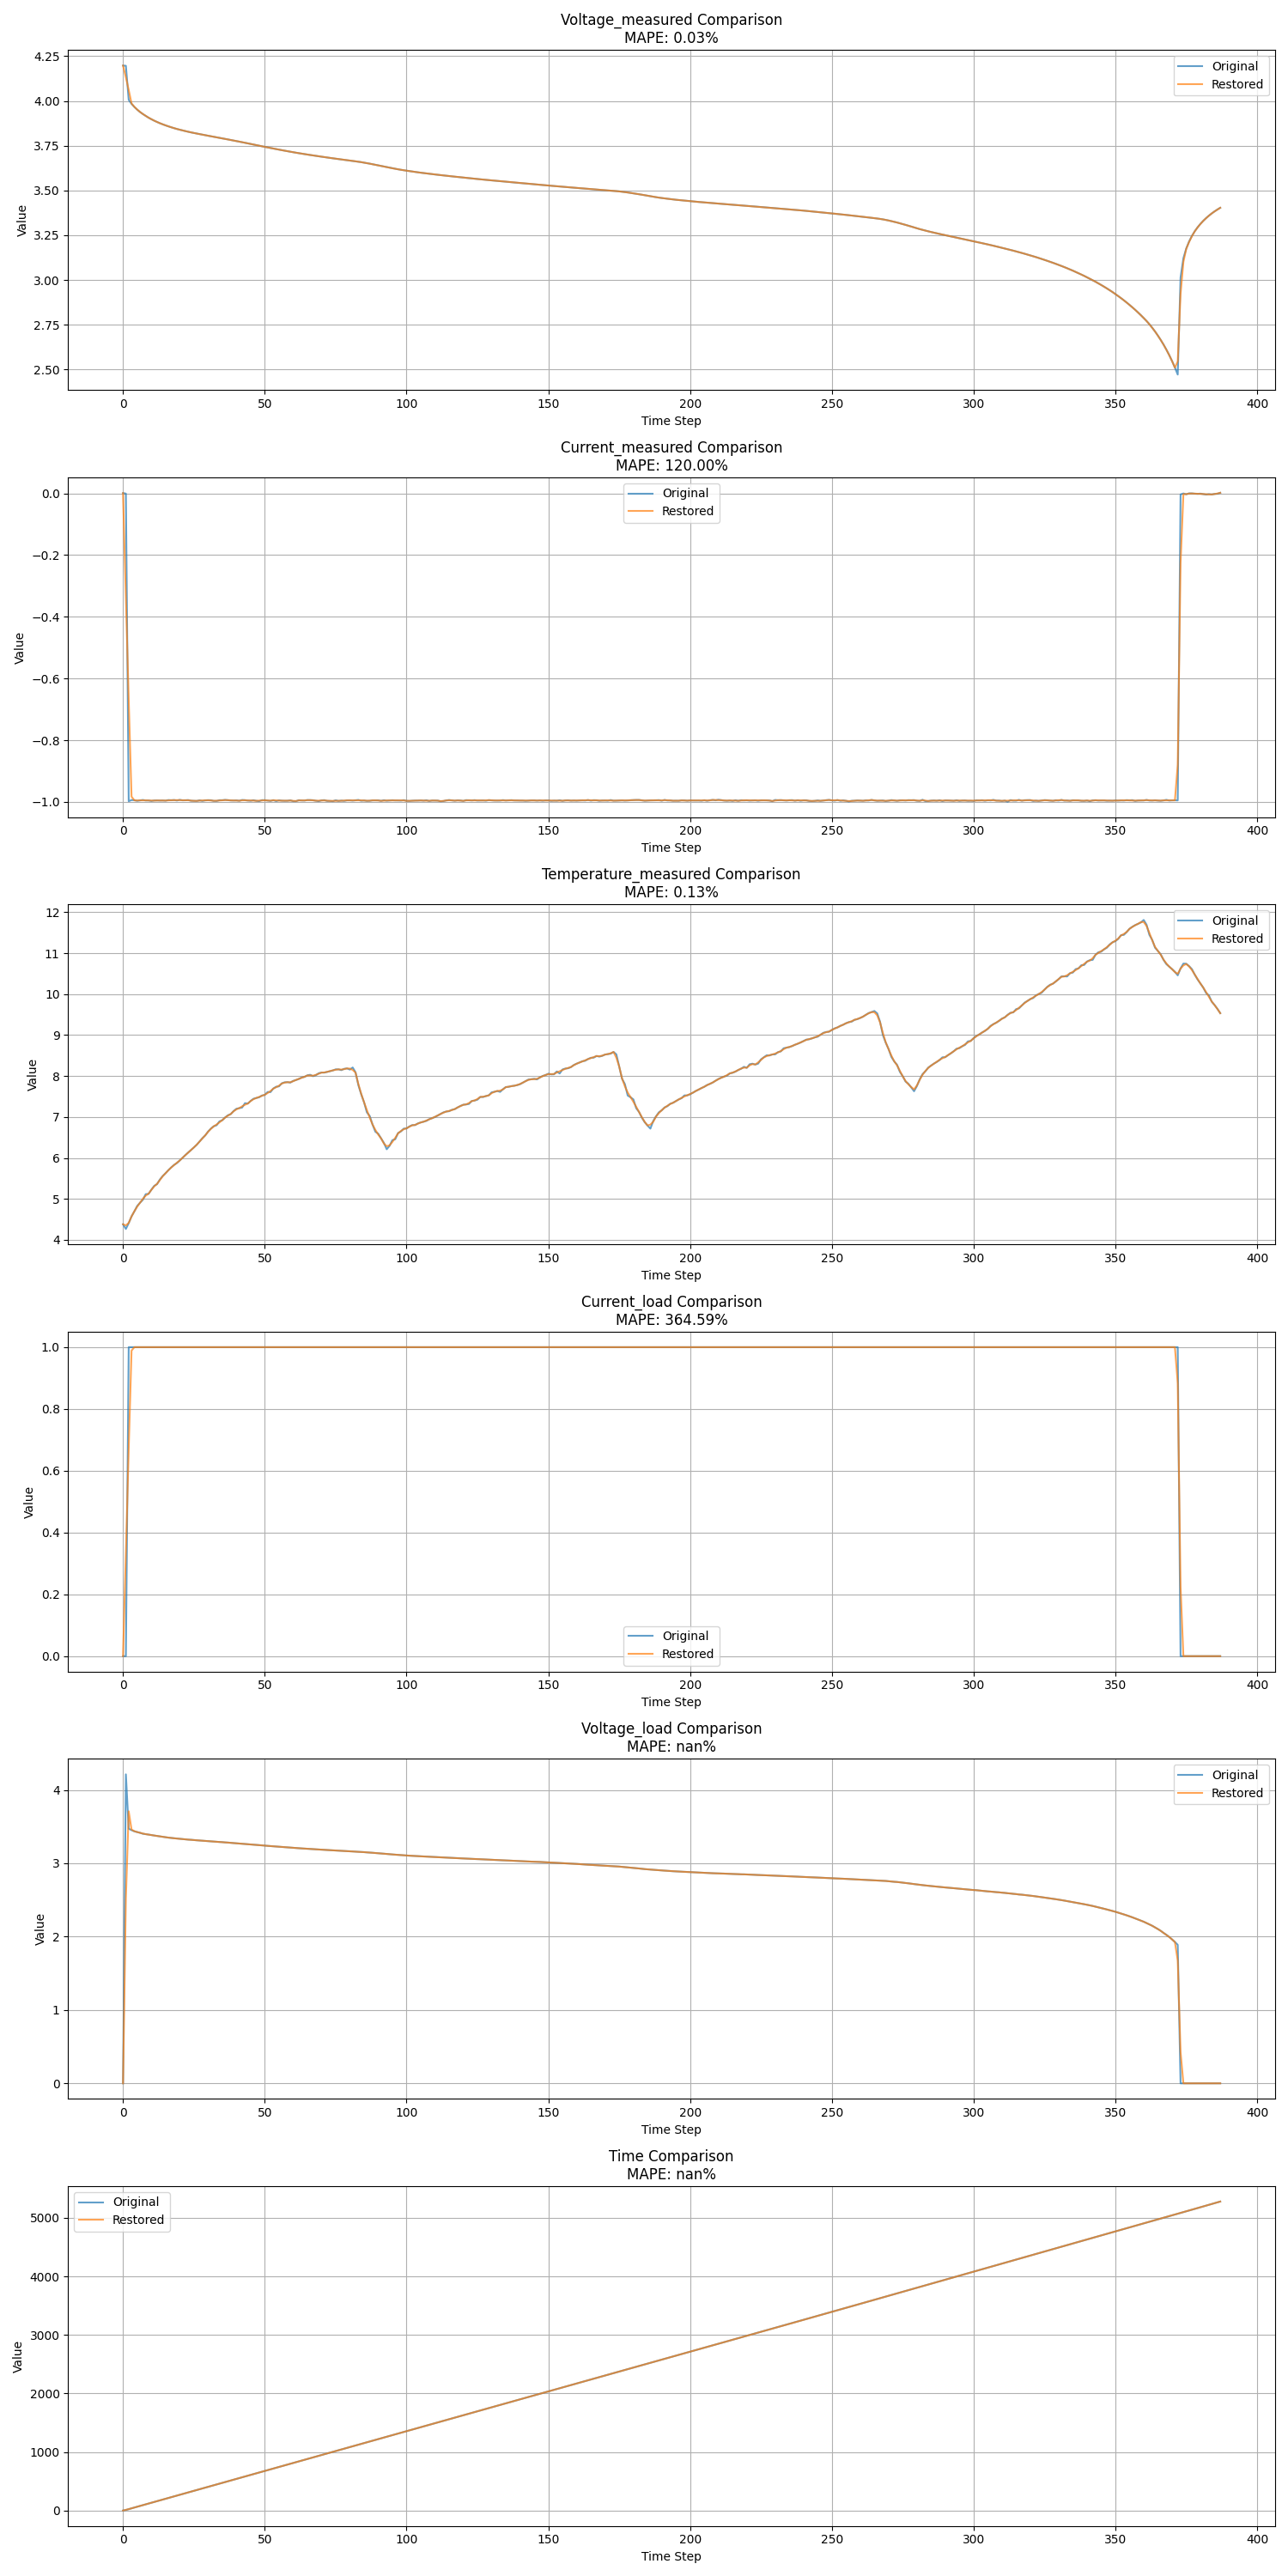 Voltage_measured Comparison
MAPE: 0.03%
4.25
4.00
3.75
3.50
3.25
3.00
2.75
2.50
Value
Original
Restored
0 50 100 150 200 250 300 350 400
Time Step
Current_measured Comparison
MAPE: 120.00%
0.0
−0.2
−0.4
−0.6
−0.8
−1.0
Value
Original
Restored
0 50 100 150 200 250 300 350 400
Time Step
Temperature_measured Comparison
MAPE: 0.13%
12
11
10
9
8
7
6
5
4
Value
Original
Restored
0 50 100 150 200 250 300 350 400
Time Step
Current_load Comparison
MAPE: 364.59%
1.0
0.8
0.6
0.4
0.2
0.0
Value
Original
Restored
0 50 100 150 200 250 300 350 400
Time Step
Voltage_load Comparison
MAPE: nan%
4
3
2
1
0
Value
Original
Restored
0 50 100 150 200 250 300 350 400
Time Step
Time Comparison
MAPE: nan%
5000
4000
3000
2000
1000
0
Value
Original
Restored
0 50 100 150 200 250 300 350 400
Time Step